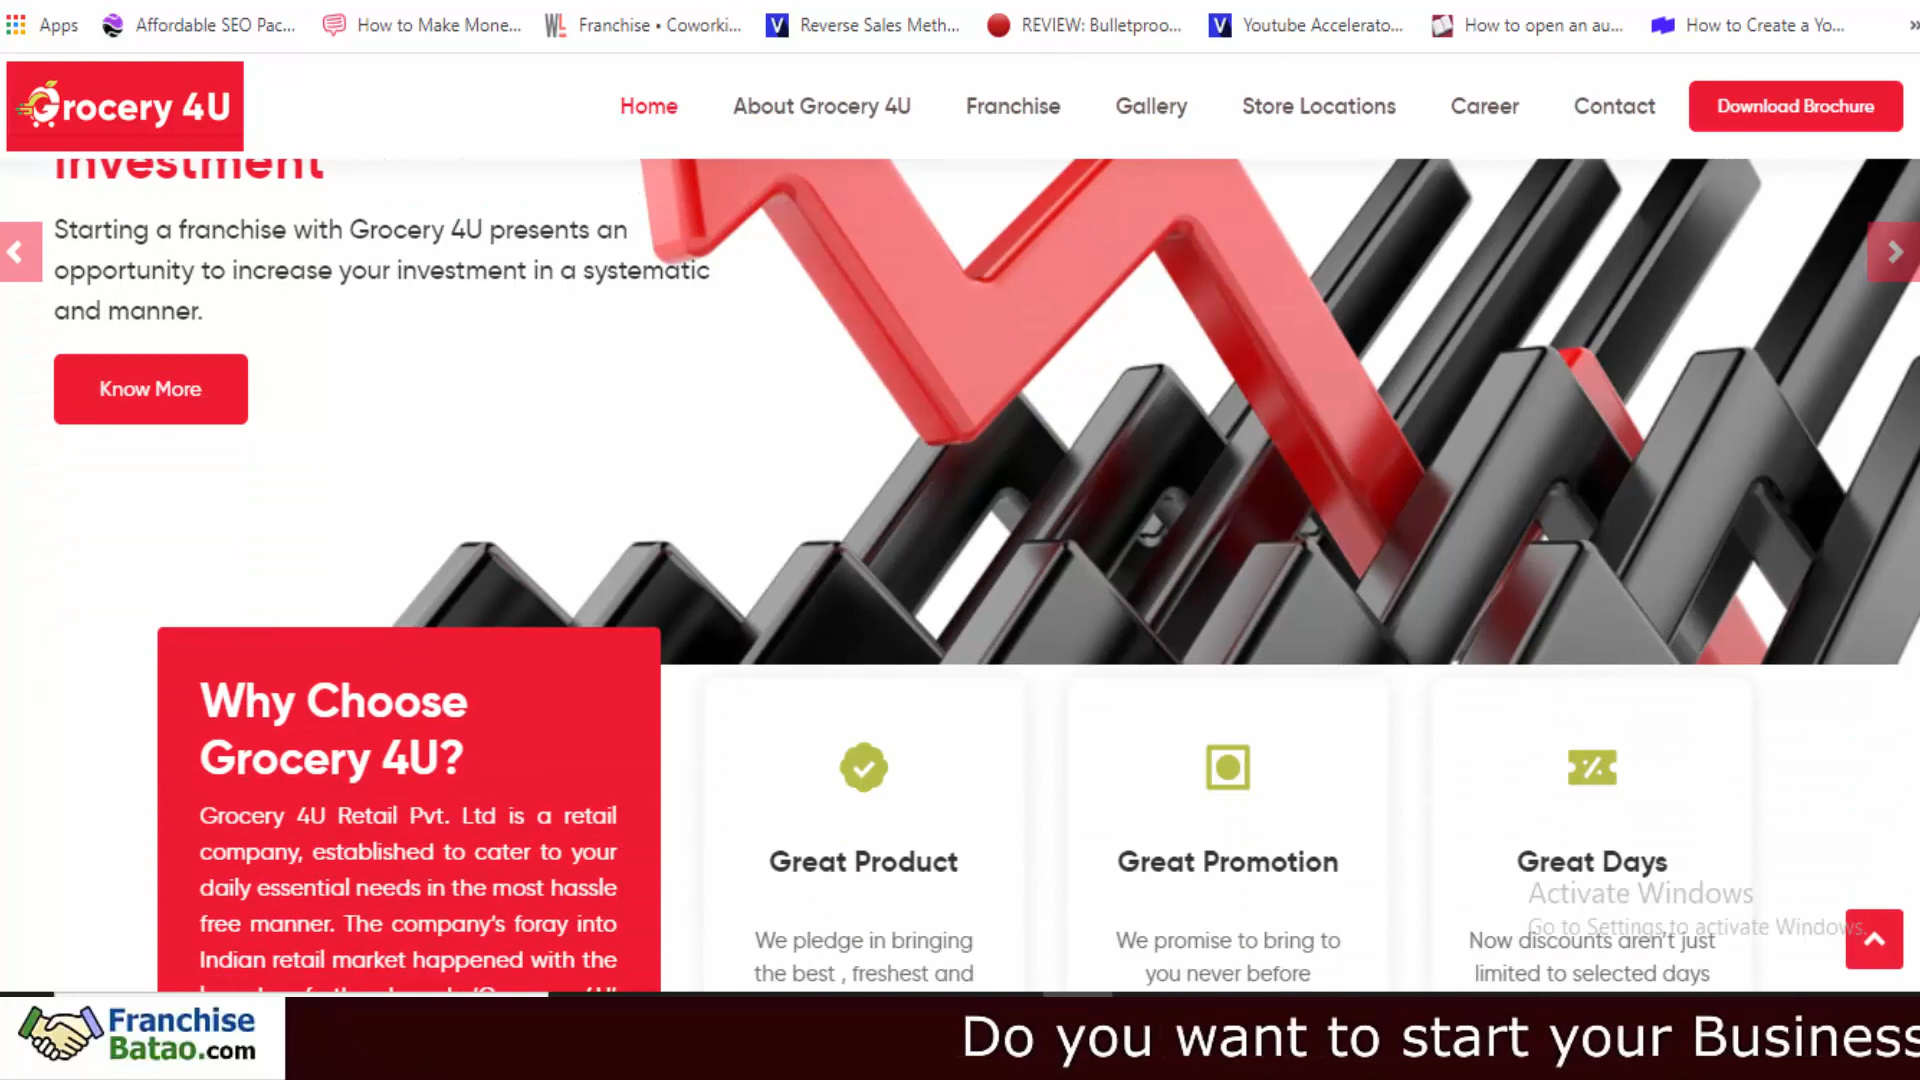 Apps
Affordable SEO Pac...
How to Make Mone...
WL
Franchise • Coworki...
V
Reverse Sales Meth...
REVIEW: Bulletproo...
V
Youtube Accelerato...
How to open an au...
How to Create a Yo...
»
Grocery 4U
Home
About Grocery 4U
Franchise
Gallery
Store Locations
Career
Contact
Download Brochure
Investment
Starting a franchise with Grocery 4U presents an
opportunity to increase your investment in a systematic
and manner.
Know More
Why Choose
Grocery 4U?
Grocery 4U Retail Pvt. Ltd is a retail
company, established to cater to your
daily essential needs in the most hassle
free manner. The company's foray into
Indian retail market happened with the
Great Product
We pledge in bringing
the best , freshest and
Great Promotion
We promise to bring to
you never before
Great Days
Now discounts aren't just
limited to selected days
Activate Windows
Go to Settings to activate Windows.
Franchise
Batao.com
Do you want to start your Business